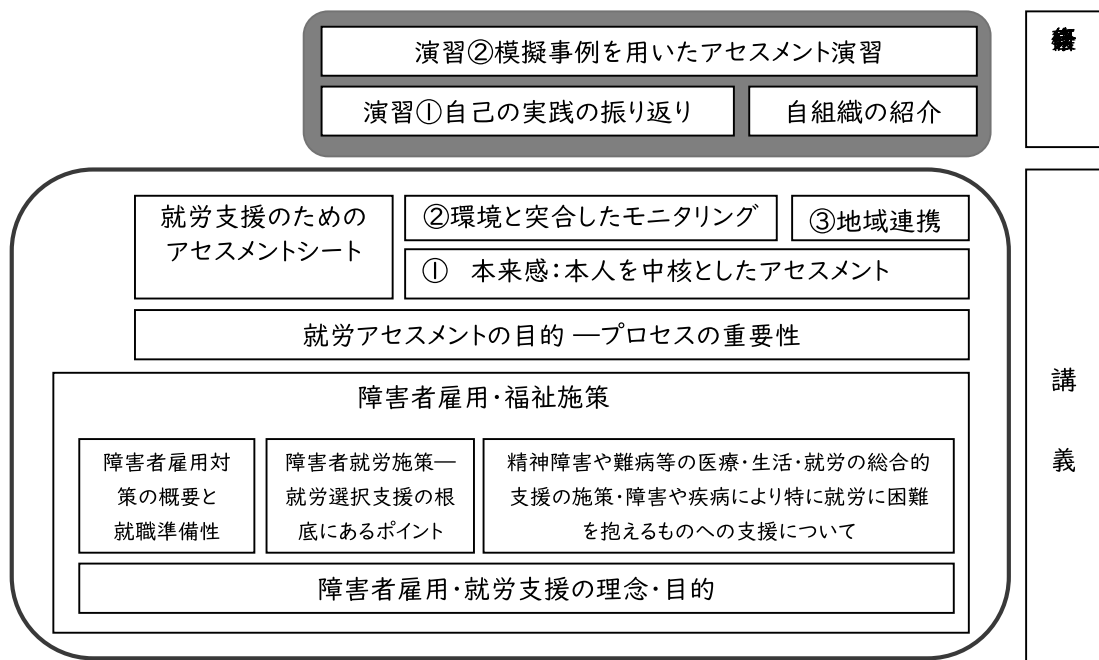 演習②模擬事例を用いたアセスメント演習
演習①自己の実践の振り返り
自組織の紹介
就労支援のための
アセスメントシート
②環境と突合したモニタリング
③地域連携
① 本来感：本人を中核としたアセスメント
就労アセスメントの目的 ―プロセスの重要性
障害者雇用・福祉施策
障害者雇用対
策の概要と
就職準備性
障害者就労施策―
就労選択支援の根
底にあるポイント
精神障害や難病等の医療・生活・就労の総合的
支援の施策・障害や疾病により特に就労に困難
を抱えるものへの支援について
障害者雇用・就労支援の理念・目的
講
義